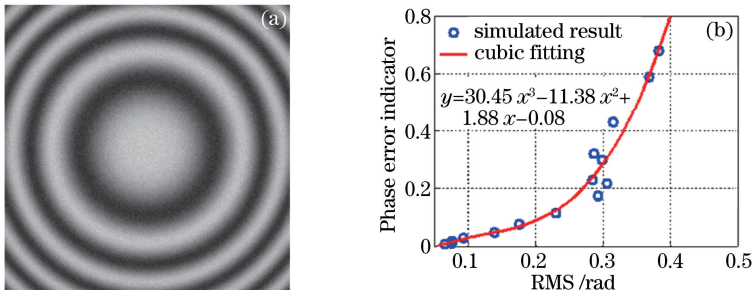 (a)
(b)
simulated result
cubic fitting
y=30.45 x³−11.38 x²+
1.88 x−0.08
Phase error indicator
0.8
0.6
0.4
0.2
0
0.1 0.2 0.3 0.4 0.5
RMS /rad